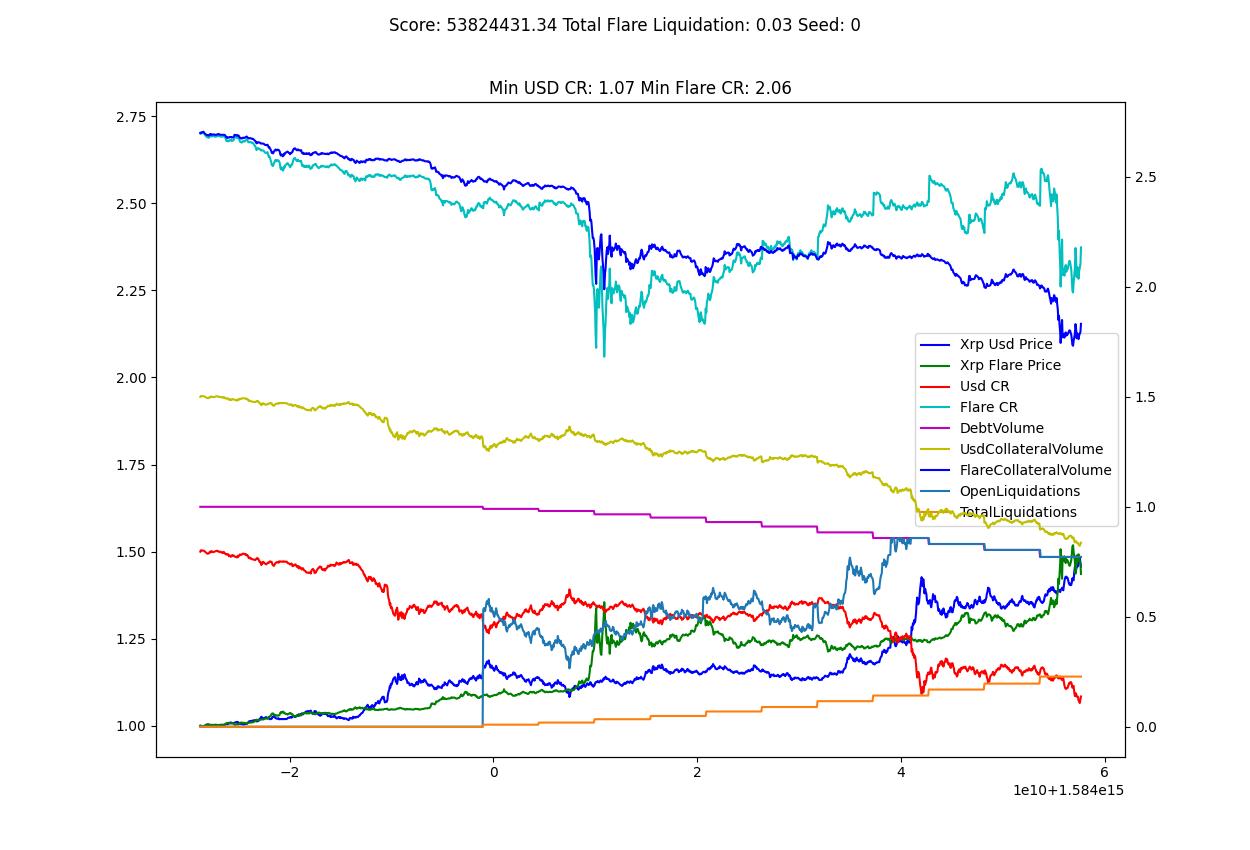 Score: 53824431.34 Total Flare Liquidation: 0.03 Seed: 0
Min USD CR: 1.07 Min Flare CR: 2.06
2.75
2.50
2.25
2.00
1.75
1.50
1.25
1.00
2.5
2.0
1.5
1.0
0.5
0.0
Xrp Usd Price
Xrp Flare Price
Usd CR
Flare CR
DebtVolume
UsdCollateralVolume
FlareCollateralVolume
OpenLiquidations
TotalLiquidations
−2 0 2 4 6
1e10+1.584e15